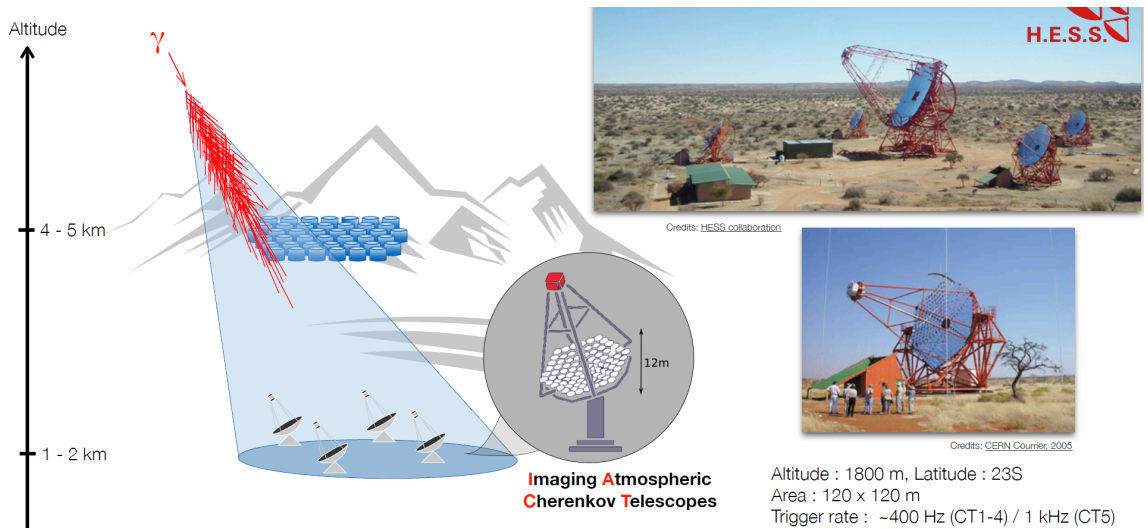 Altitude
γ
H.E.S.S.
4 - 5 km
Credits: HESS collaboration
12m
1 - 2 km
Credits: CERN Courrier, 2005
Imaging Atmospheric
Cherenkov Telescopes
Altitude : 1800 m, Latitude : 23S
Area : 120 x 120 m
Trigger rate : ~400 Hz (CT1-4) / 1 kHz (CT5)